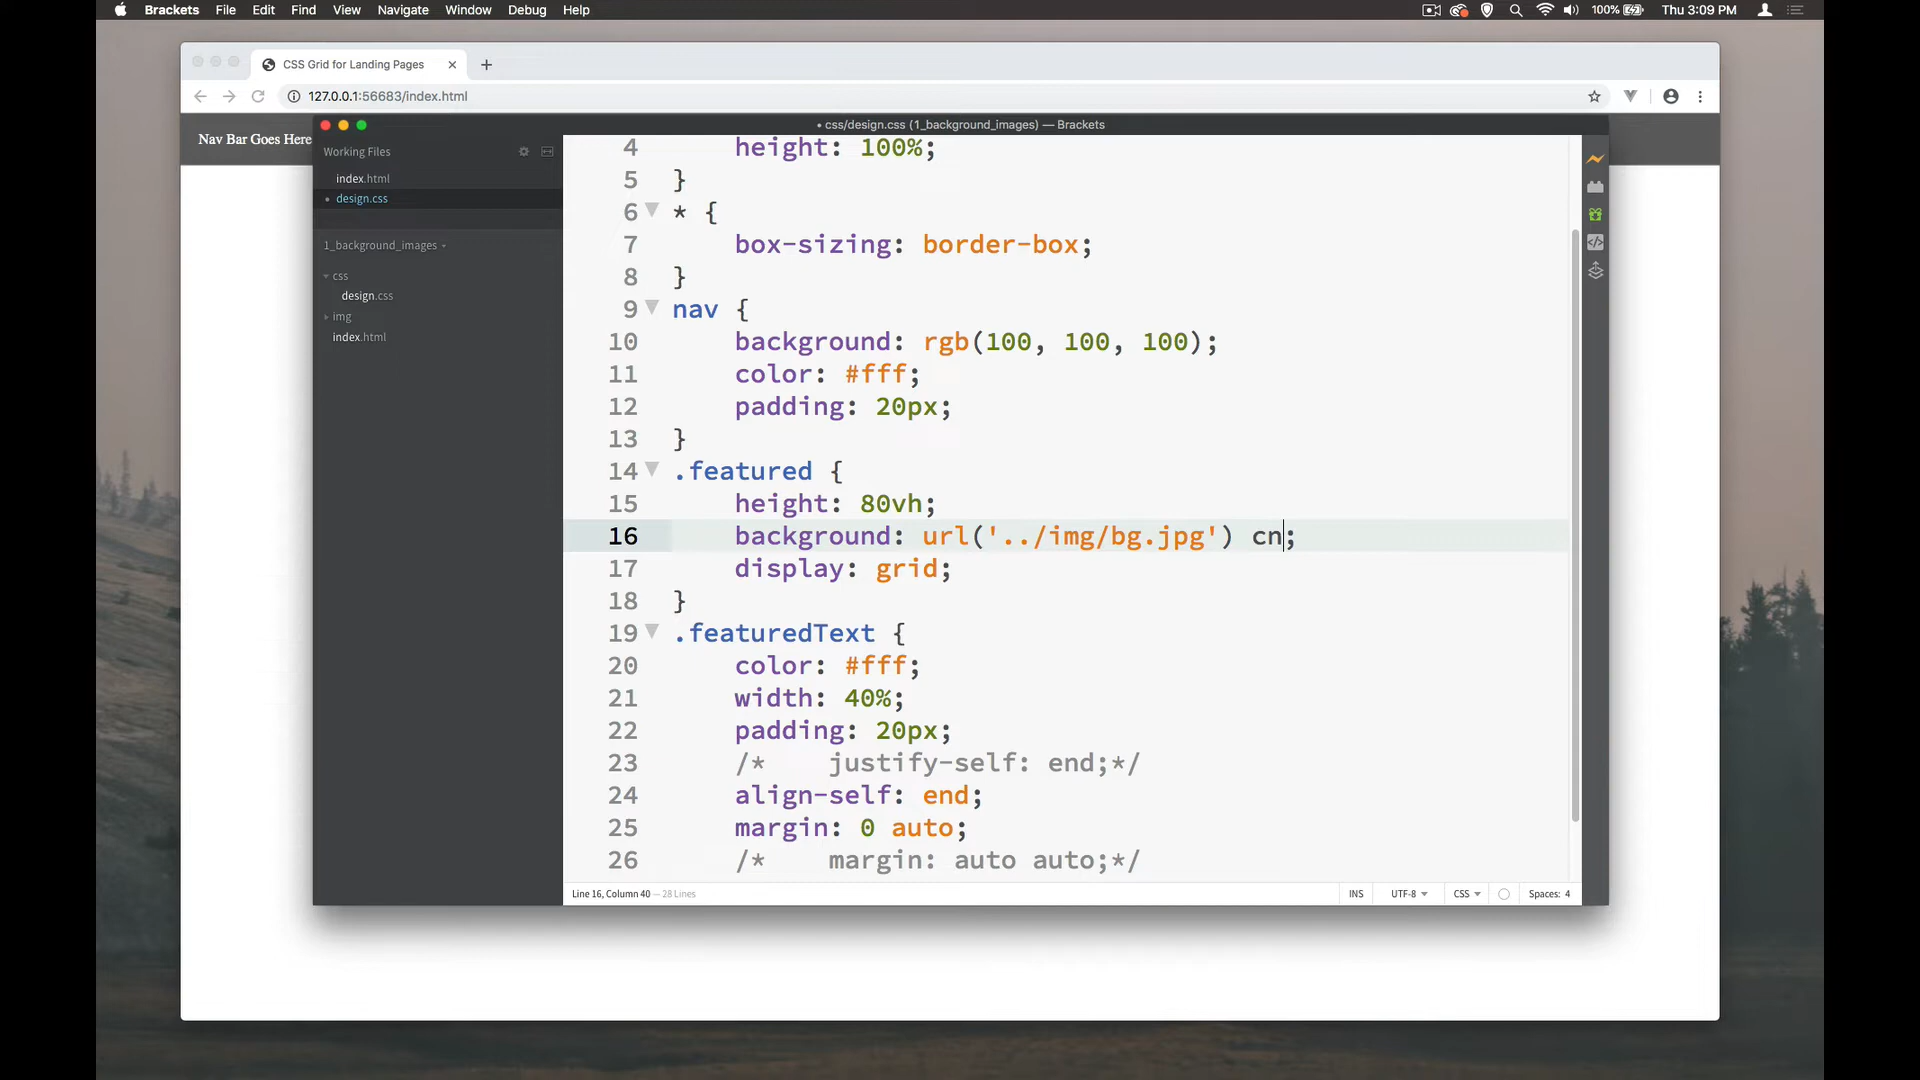 Brackets File Edit Find View Navigate Window Debug Help 100% Thu 3:09 PM
CSS Grid for Landing Pages
127.0.0.1:56683/index.html
Nav Bar Goes Here
• css/design.css (1_background_images) — Brackets
Working Files
index.html
• design.css
1_background_images
css
design.css
img
index.html
4 height: 100%;
5 }
6 * {
7 box-sizing: border-box;
8 }
9 nav {
10 background: rgb(100, 100, 100);
11 color: #fff;
12 padding: 20px;
13 }
14 .featured {
15 height: 80vh;
16 background: url('../img/bg.jpg') cn;
17 display: grid;
18 }
19 .featuredText {
20 color: #fff;
21 width: 40%;
22 padding: 20px;
23 /* justify-self: end;*/
24 align-self: end;
25 margin: 0 auto;
26 /* margin: auto auto;*/
Line 16, Column 40 — 28 Lines INS UTF-8 CSS Spaces: 4